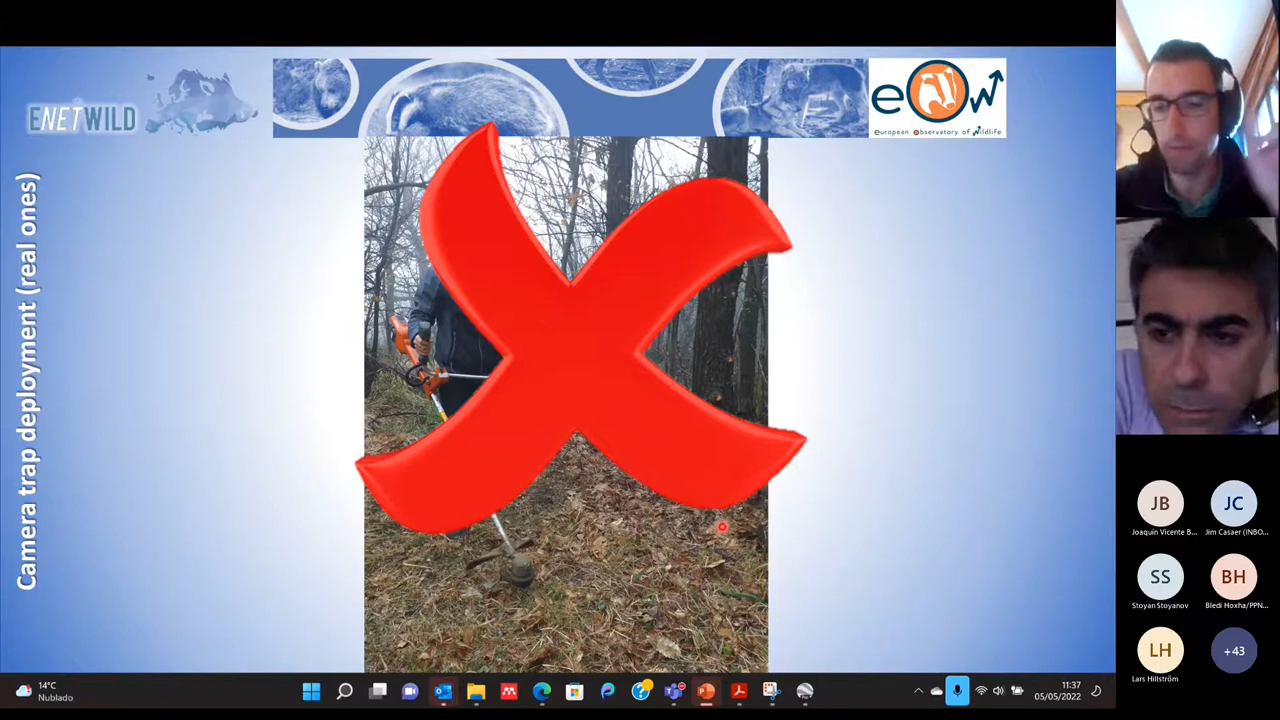 ENETWILD
eow
european observatory of wildlife
Camera trap deployment (real ones)
JB
Joaquín Vicente B...
JC
Jim Casaer (INBO...
SS
Stoyan Stoyanov
BH
Bledi Hoxha/PPN...
LH
Lars Hillström
+43
14°C
Nublado
11:37
05/05/2022